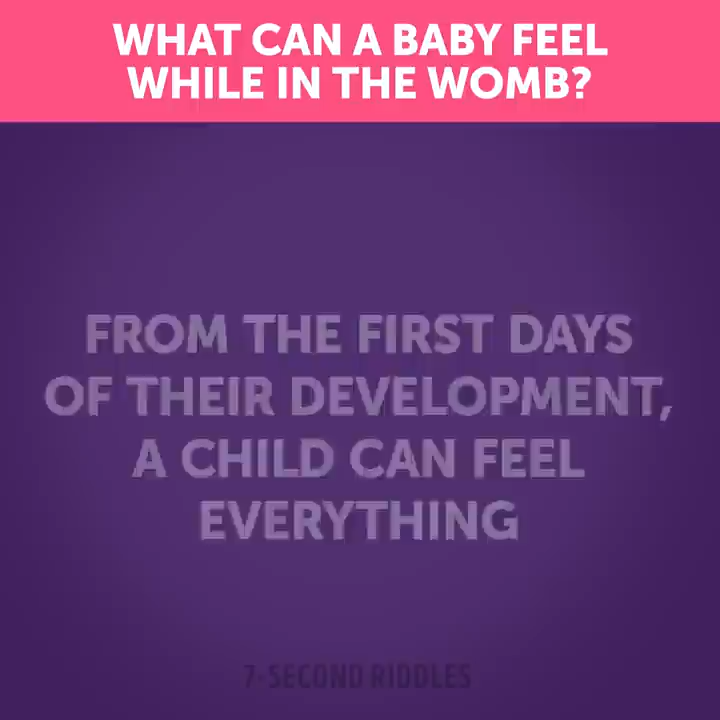 WHAT CAN A BABY FEEL
WHILE IN THE WOMB?
FROM THE FIRST DAYS
OF THEIR DEVELOPMENT,
A CHILD CAN FEEL
EVERYTHING
7-SECOND RIDDLES